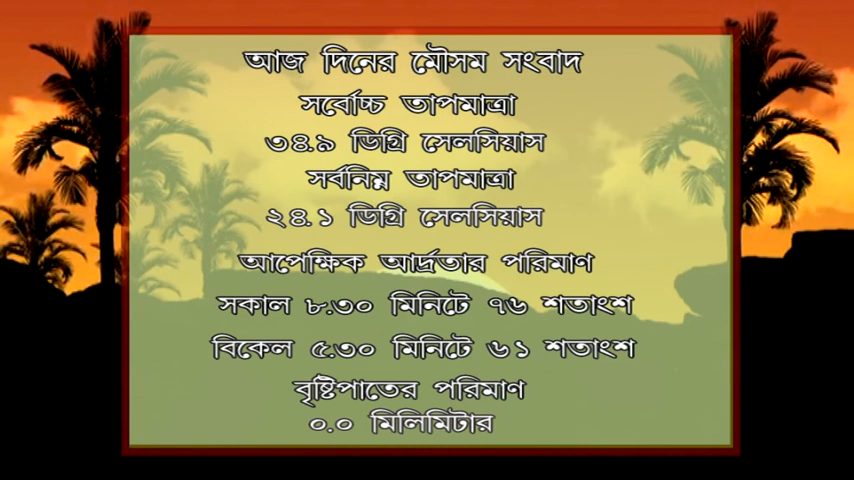 আজ দিনের মৌসম সংবাদ
সর্বোচ্চ তাপমাত্রা
৩৪.৯ ডিগ্রি সেলসিয়াস
সর্বনিম্ন তাপমাত্রা
২৪.১ ডিগ্রি সেলসিয়াস
আপেক্ষিক আর্দ্রতার পরিমাণ
সকাল ৮.৩০ মিনিটে ৭৬ শতাংশ
বিকেল ৫.৩০ মিনিটে ৬১ শতাংশ
বৃষ্টিপাতের পরিমাণ
০.০ মিলিমিটার